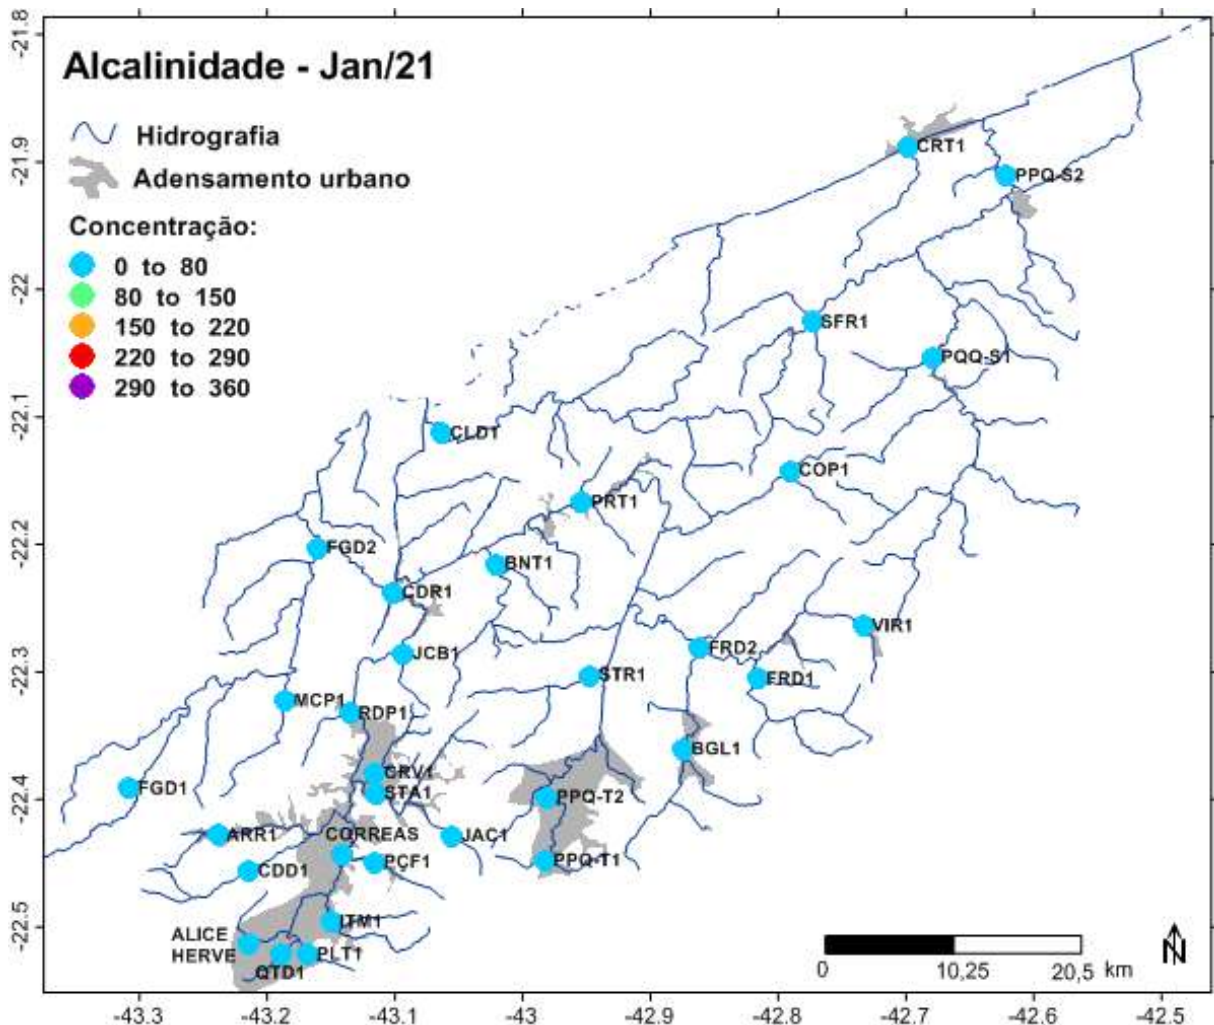 Alcalinidade - Jan/21
Hidrografia
Adensamento urbano
Concentração:
0 to 80
80 to 150
150 to 220
220 to 290
290 to 360
-21.8
-21.9
-22
-22.1
-22.2
-22.3
-22.4
-22.5
CRT1
PPQ-S2
SFR1
PQQ-S1
CLD1
COP1
PRT1
FGD2
BNT1
CDR1
VIR1
JCB1
FRD2
STR1
FRD1
MCP1
RDP1
BGL1
CRV1
FGD1
STA1
PPQ-T2
ARR1
CORREAS
JAC1
CDD1
PÇF1
PPQ-T1
ITM1
ALICE
HERVE
PLT1
QTD1
N
0 10,25 20,5 km
-43.3 -43.2 -43.1 -43 -42.9 -42.8 -42.7 -42.6 -42.5